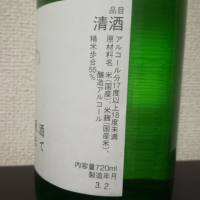 品目
清酒
アルコール分17度以上18度未満
原材料名 米(国産)、米麹(国産米)、
醸造アルコール
精米歩合55%
内容量720ml
製造年月
3.2.